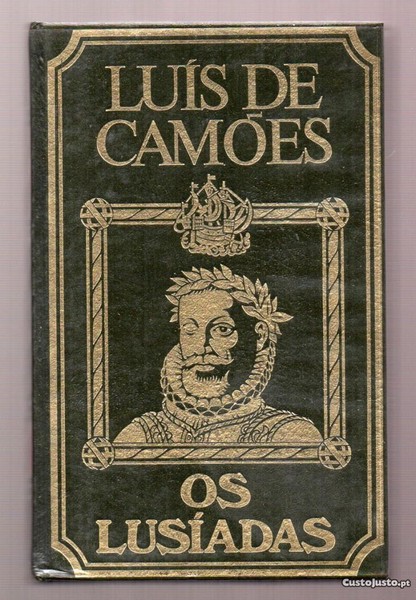 LUÍS DE
CAMÕES
OS
LUSÍADAS
CustoJusto.pt